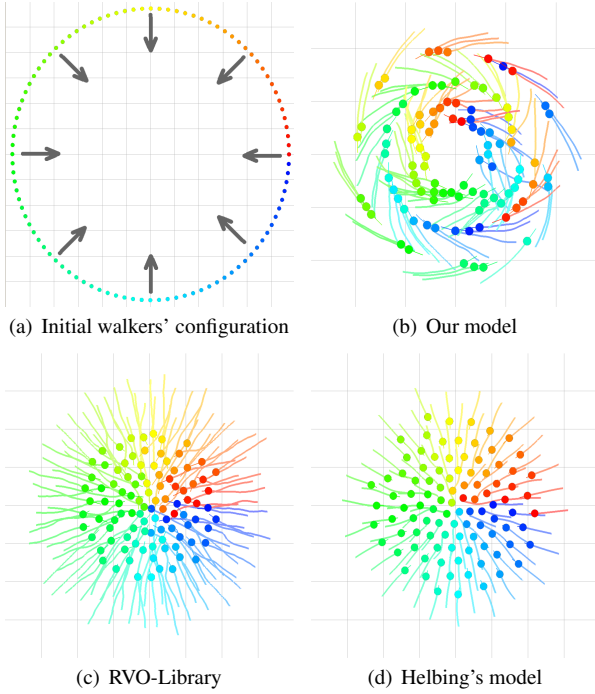 (a) Initial walkers' configuration
(b) Our model
(c) RVO-Library
(d) Helbing's model